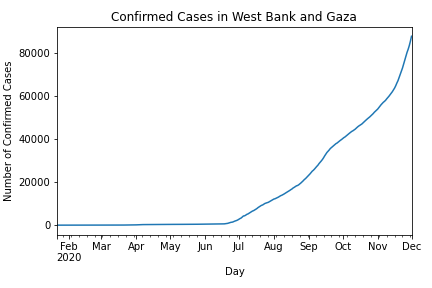 Confirmed Cases in West Bank and Gaza
Number of Confirmed Cases
80000
60000
40000
20000
0
Feb Mar Apr May Jun Jul Aug Sep Oct Nov Dec
2020
Day